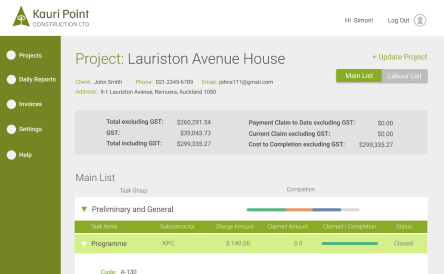 Kauri Point
CONSTRUCTION LTD
Hi Simon!
Log Out
Projects
Daily Reports
Invoices
Settings
Help
Project: Lauriston Avenue House
+ Update Project
Client: John Smith Phone: 021-2345-6789 Email: johns111@gmail.com
Address: 9-1 Lauriston Avenue, Remuera, Auckland 1050
Main List Labour List
Total excluding GST: $260,291.54 Payment Claim to Date excluding GST: $0.00
GST: $39,043.73 Current Claim excluding GST: $0.00
Total including GST: $299,335.27 Cost to Completion excluding GST: $299,335.27
Main List
Task Group Completion
Preliminary and General
Task Items Subcontractor Charge Amount Claimed Amount Claimed / Completion Status
Programme KPC $ 140.00 $ 0 Closed
Code: A-130